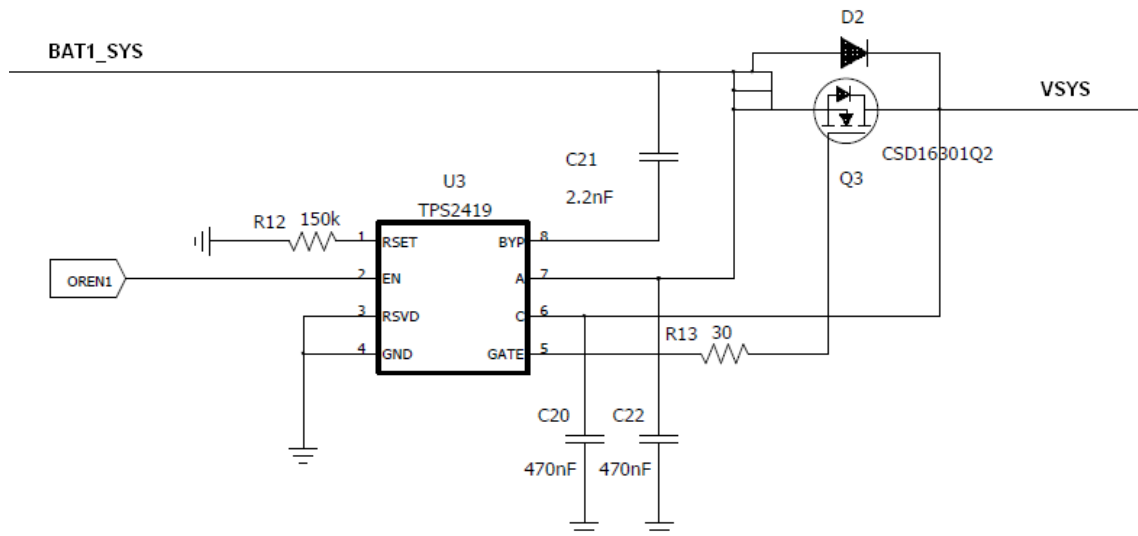 D2
BAT1_SYS
VSYS
CSD16301Q2
Q3
C21
2.2nF
U3
TPS2419
R12 150k
1 RSET BYP 8
OREN1
2 EN A 7
3 RSVD C 6
4 GND GATE 5
R13 30
C20 C22
470nF 470nF